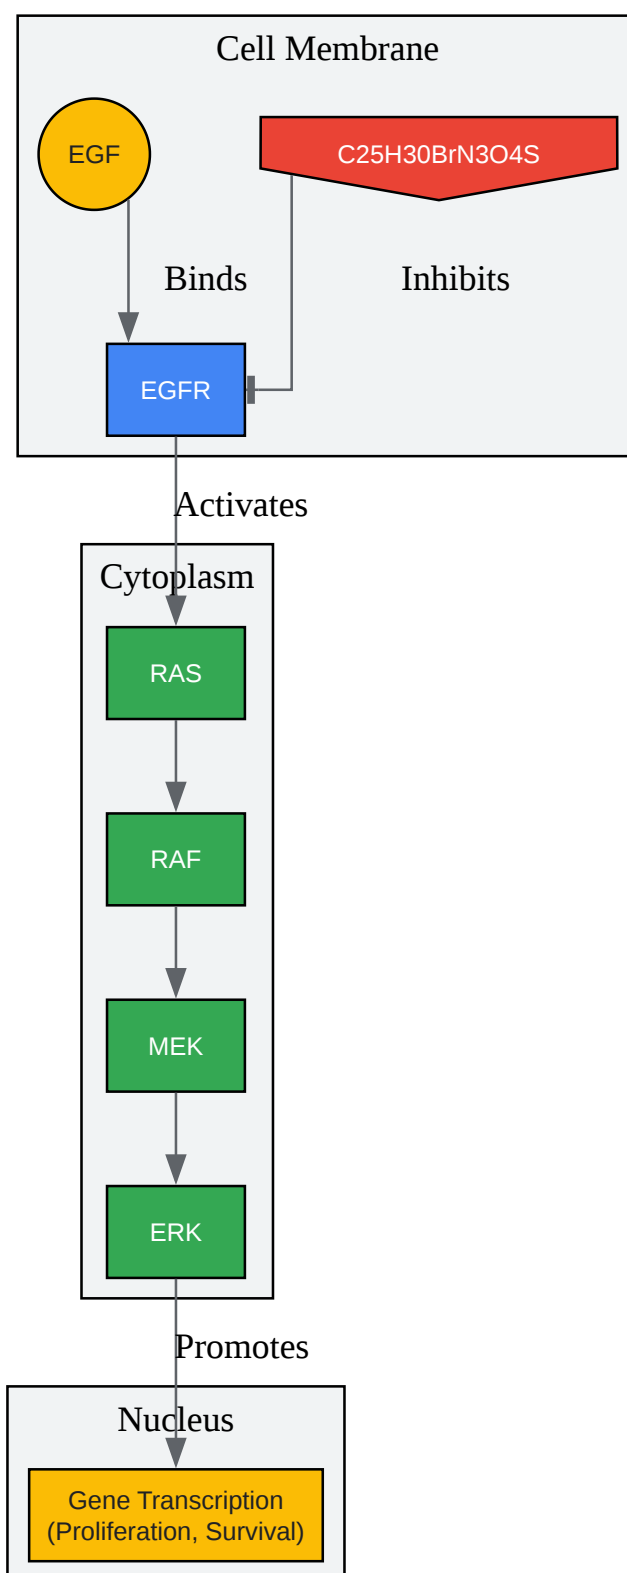 Cell Membrane
EGF
C25H30BrN3O4S
Binds
Inhibits
EGFR
Activates
Cytoplasm
RAS
RAF
MEK
ERK
Promotes
Nucleus
Gene Transcription
(Proliferation, Survival)